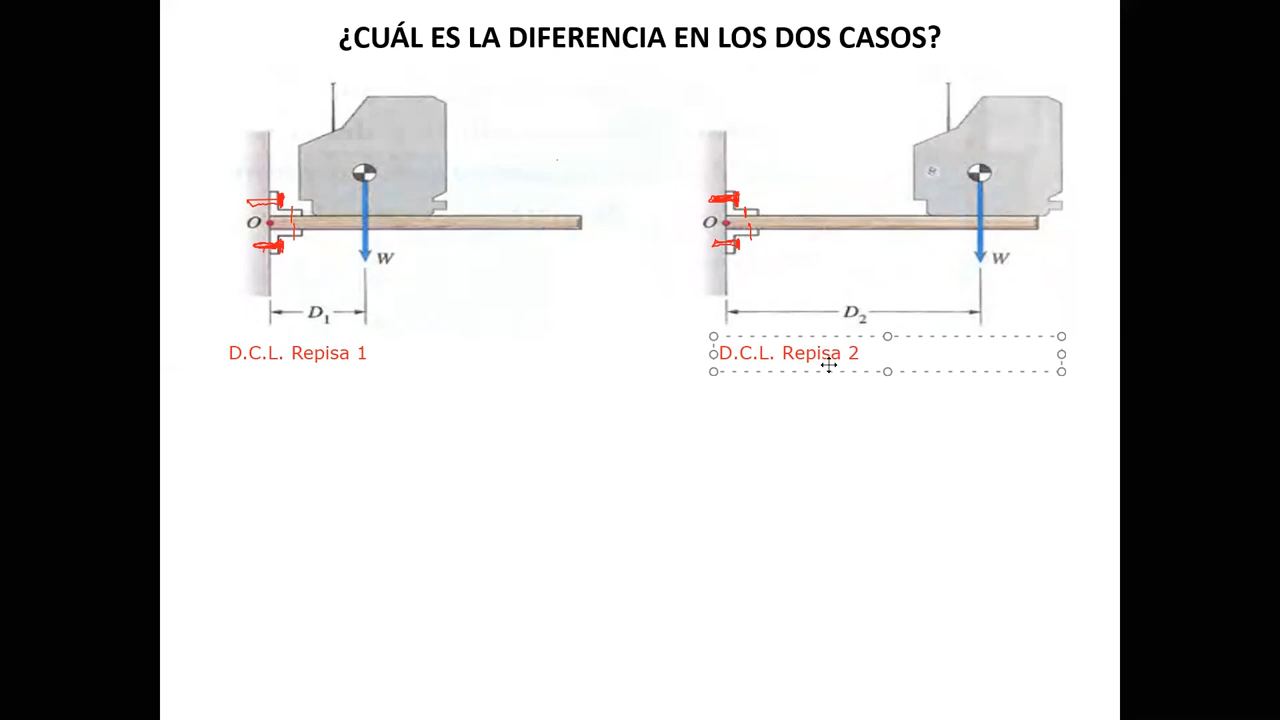 ¿CUÁL ES LA DIFERENCIA EN LOS DOS CASOS?
O
W
D₁
D.C.L. Repisa 1
O
W
D₂
D.C.L. Repisa 2